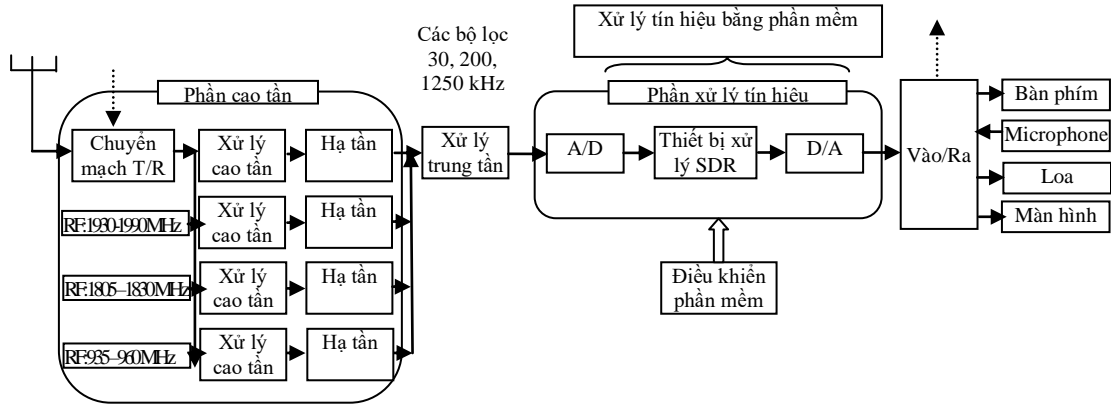 Xử lý tín hiệu bằng phần mềm
Các bộ lọc
30, 200,
1250 kHz
Phần cao tần
Phần xử lý tín hiêu
Chuyển
mạch T/R
Xử lý
cao tần
Hạ tần
Xử lý
trung tần
A/D
Thiết bị xử
lý SDR
D/A
Vào/Ra
Bàn phím
Microphone
Loa
Màn hình
RF:1930-1990MHz
Xử lý
cao tần
Hạ tần
RF:1805–1830MHz
Xử lý
cao tần
Hạ tần
Điều khiển
phần mềm
RF:935–960MHz
Xử lý
cao tần
Hạ tần